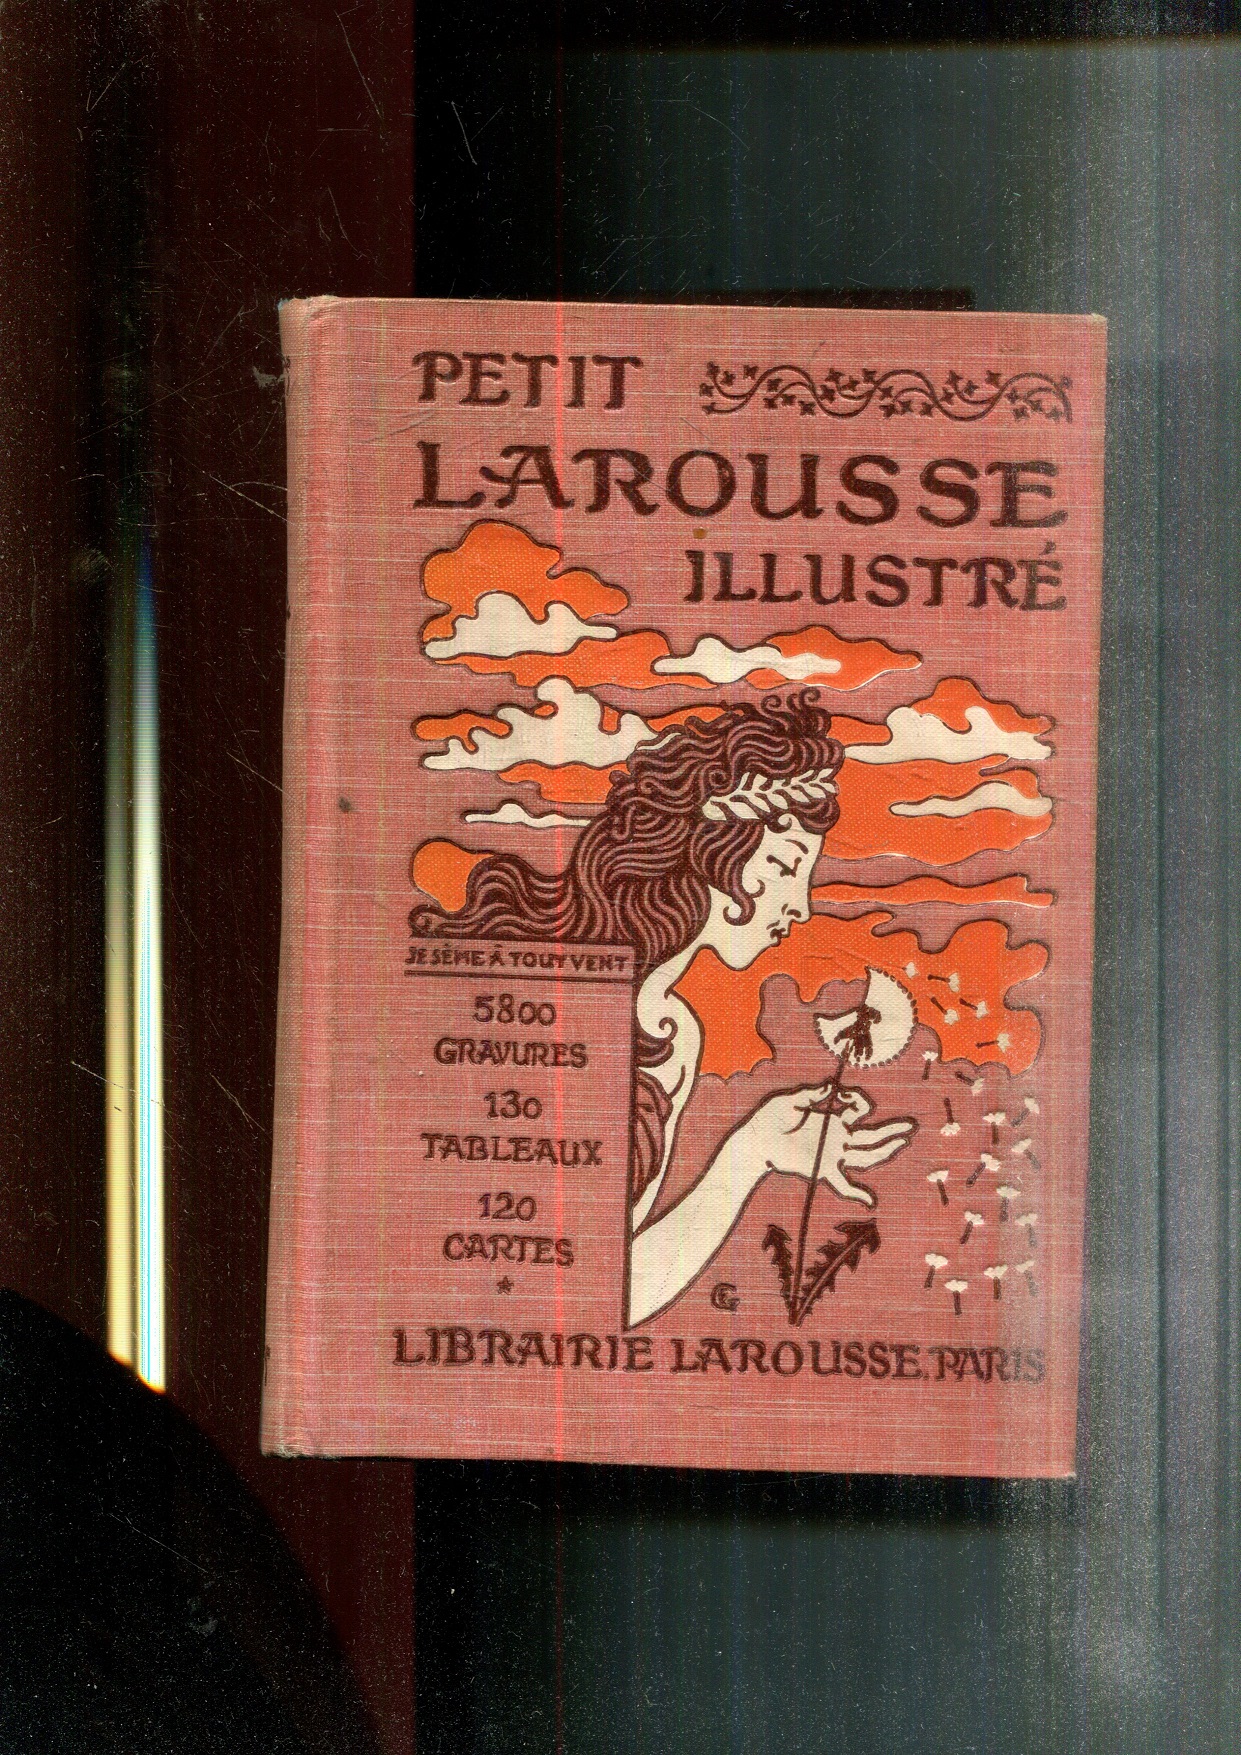 PETIT
LAROUSSE
ILLUSTRÉ
JE SÈME À TOUT VENT
5800
GRAVURES
130
TABLEAUX
120
CARTES
*
LIBRAIRIE LAROUSSE. PARIS